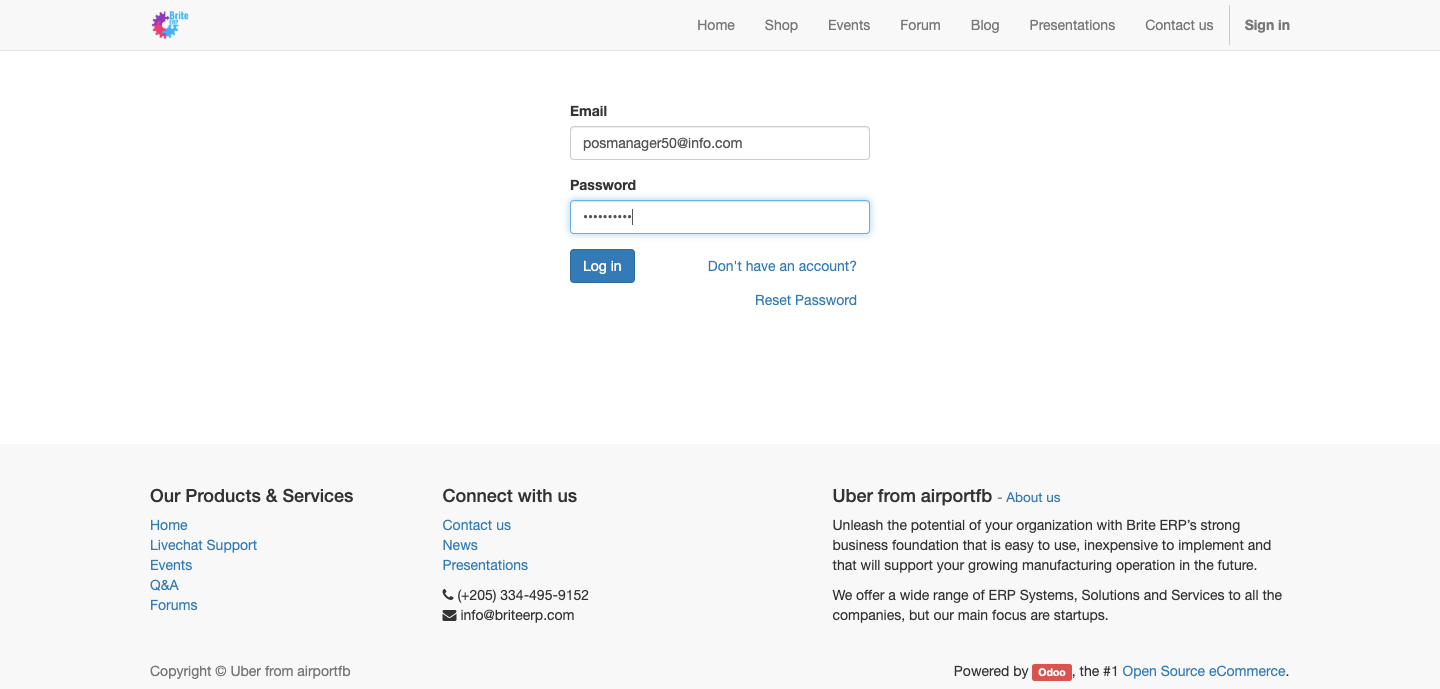 Brite
ERP
Home Shop Events Forum Blog Presentations Contact us Sign in
Email
posmanager50@info.com
Password
••••••••••
Log in Don't have an account?
Reset Password
Our Products & Services
Home
Livechat Support
Events
Q&A
Forums
Connect with us
Contact us
News
Presentations
(+205) 334-495-9152
info@briteerp.com
Uber from airportfb - About us
Unleash the potential of your organization with Brite ERP’s strong
business foundation that is easy to use, inexpensive to implement and
that will support your growing manufacturing operation in the future.
We offer a wide range of ERP Systems, Solutions and Services to all the
companies, but our main focus are startups.
Copyright © Uber from airportfb
Powered by Odoo, the #1 Open Source eCommerce.